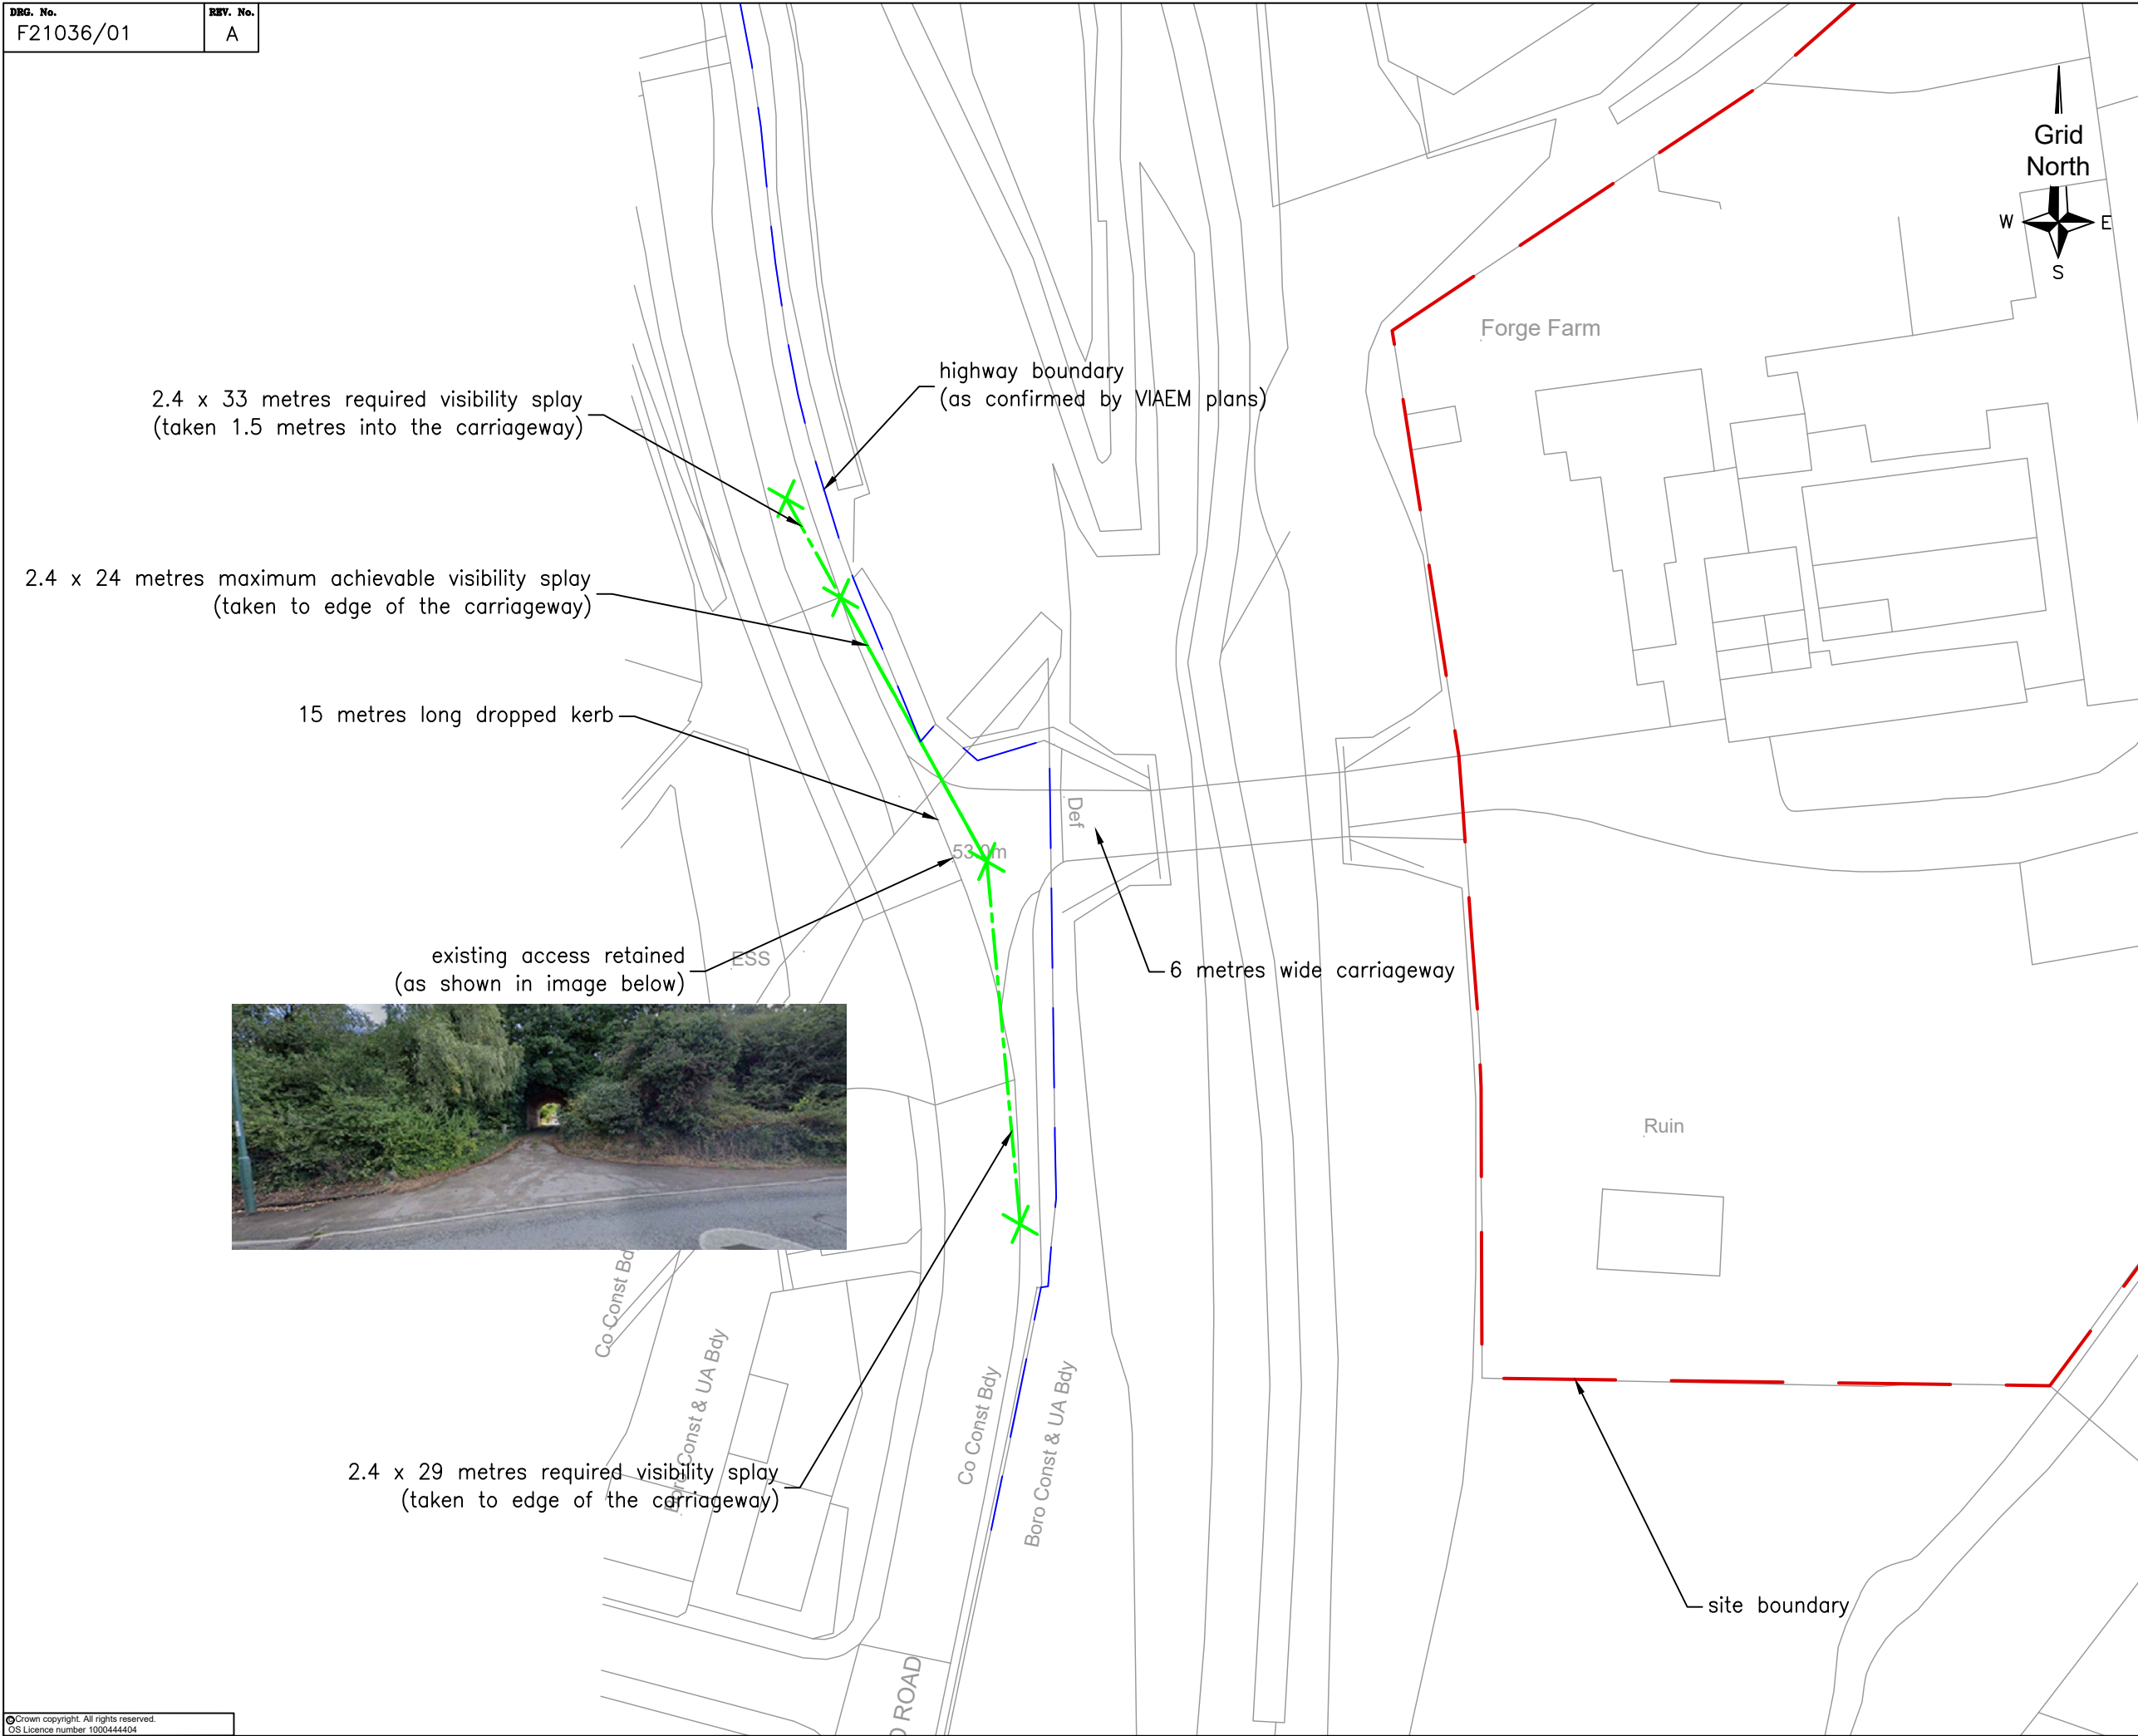 DRG. No.
F21036/01
REV. No.
A
Grid
North
W
E
S
Forge Farm
highway boundary
(as confirmed by VIAEM plans)
2.4 x 33 metres required visibility splay
(taken 1.5 metres into the carriageway)
2.4 x 24 metres maximum achievable visibility splay
(taken to edge of the carriageway)
15 metres long dropped kerb
Def
53.0m
existing access retained
(as shown in image below)
ESS
6 metres wide carriageway
Ruin
Co Const Bdy
Boro Const & UA Bdy
Co Const Bdy
Boro Const & UA Bdy
2.4 x 29 metres required visibility splay
(taken to edge of the carriageway)
site boundary
ROAD
©Crown copyright. All rights reserved.
OS Licence number 1000444404